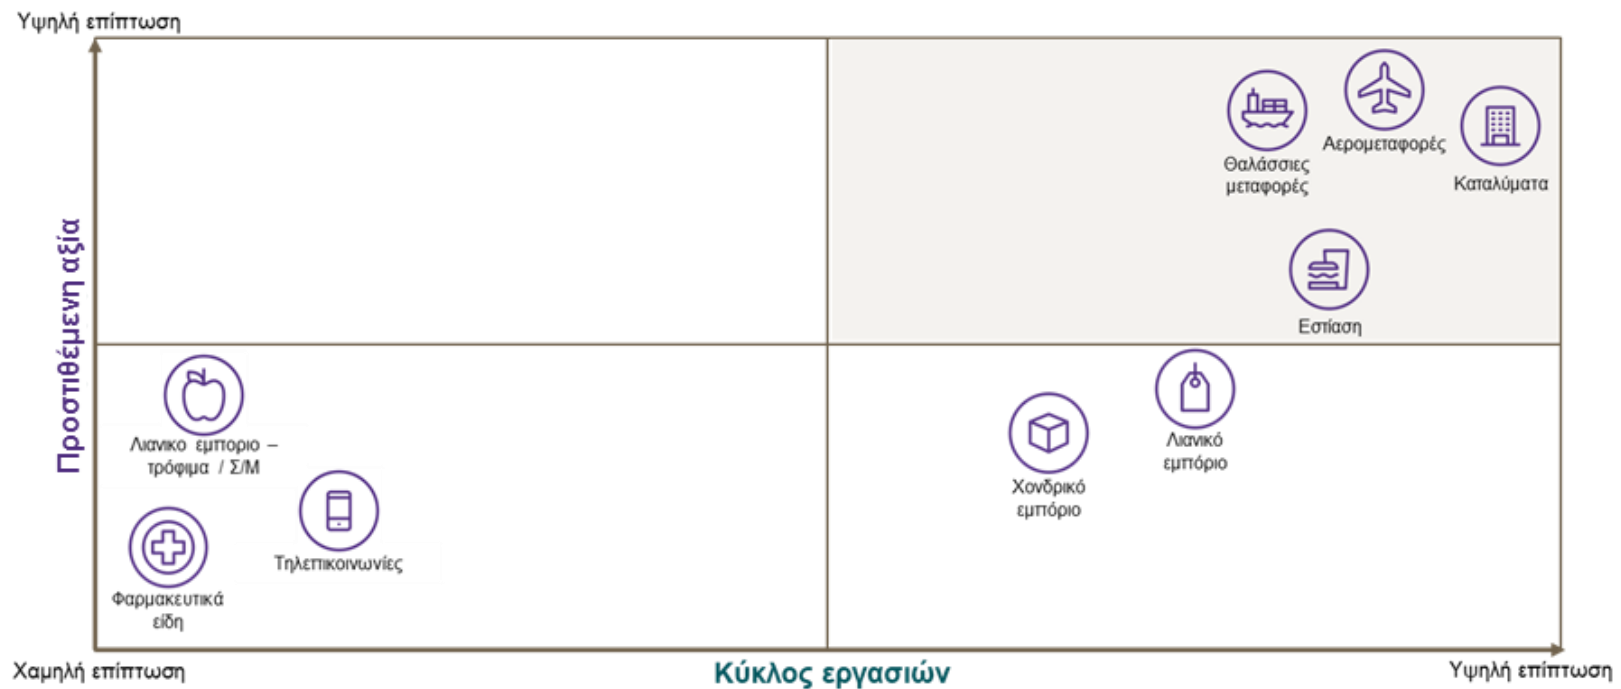 Υψηλή επίπτωση
Αερομεταφορές
Θαλάσσιες
μεταφορές
Καταλύματα
Προστιθέμενη αξία
Εστίαση
Λιανικο εμποριο –
τρόφιμα / Σ/Μ
Λιανικό
εμπόριο
Χονδρικό
εμπόριο
Τηλεπικοινωνίες
Φαρμακευτικά
είδη
Χαμηλή επίπτωση
Κύκλος εργασιών
Υψηλή επίπτωση